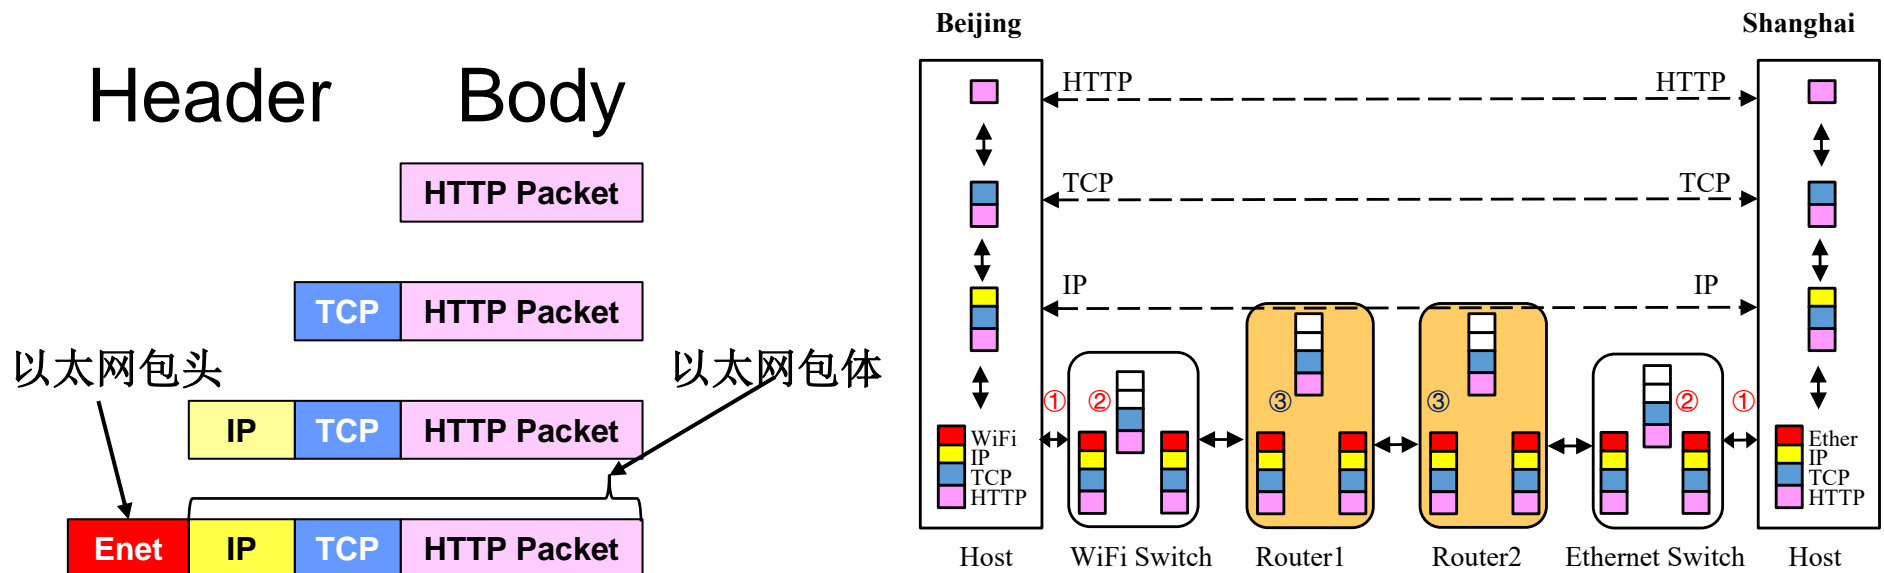 Header Body
HTTP Packet
TCP HTTP Packet
以太网包头
以太网包体
IP TCP HTTP Packet
Enet IP TCP HTTP Packet
Beijing
Shanghai
HTTP HTTP
TCP TCP
IP IP
① ② ③ ③ ② ①
WiFi
IP
TCP
HTTP
Ether
IP
TCP
HTTP
Host WiFi Switch Router1 Router2 Ethernet Switch Host